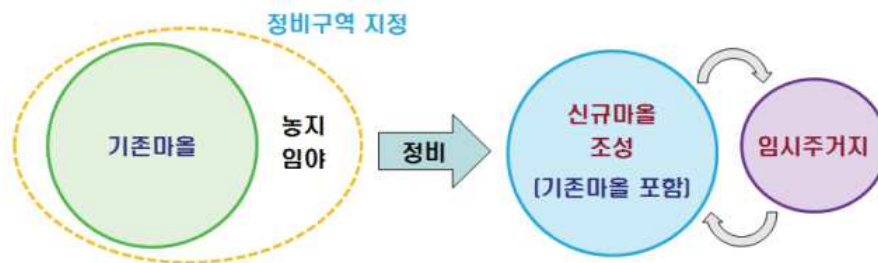 정비구역 지정
기존마을
농지
임야
정비
신규마을
조성
(기존마을 포함)
임시주거지